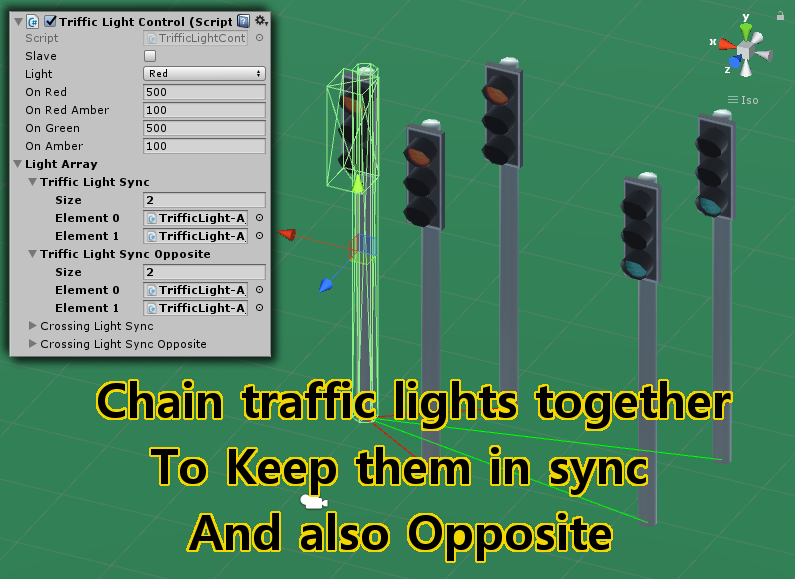 Triffic Light Control (Script
Script TrifficLightCont
Slave
Light Red
On Red 500
On Red Amber 100
On Green 500
On Amber 100
Light Array
Triffic Light Sync
Size 2
Element 0 TrifficLight-A
Element 1 TrifficLight-A
Triffic Light Sync Opposite
Size 2
Element 0 TrifficLight-A
Element 1 TrifficLight-A
Crossing Light Sync
Crossing Light Sync Opposite
y
x
z
Iso
Chain traffic lights together
To Keep them in sync
And also Opposite